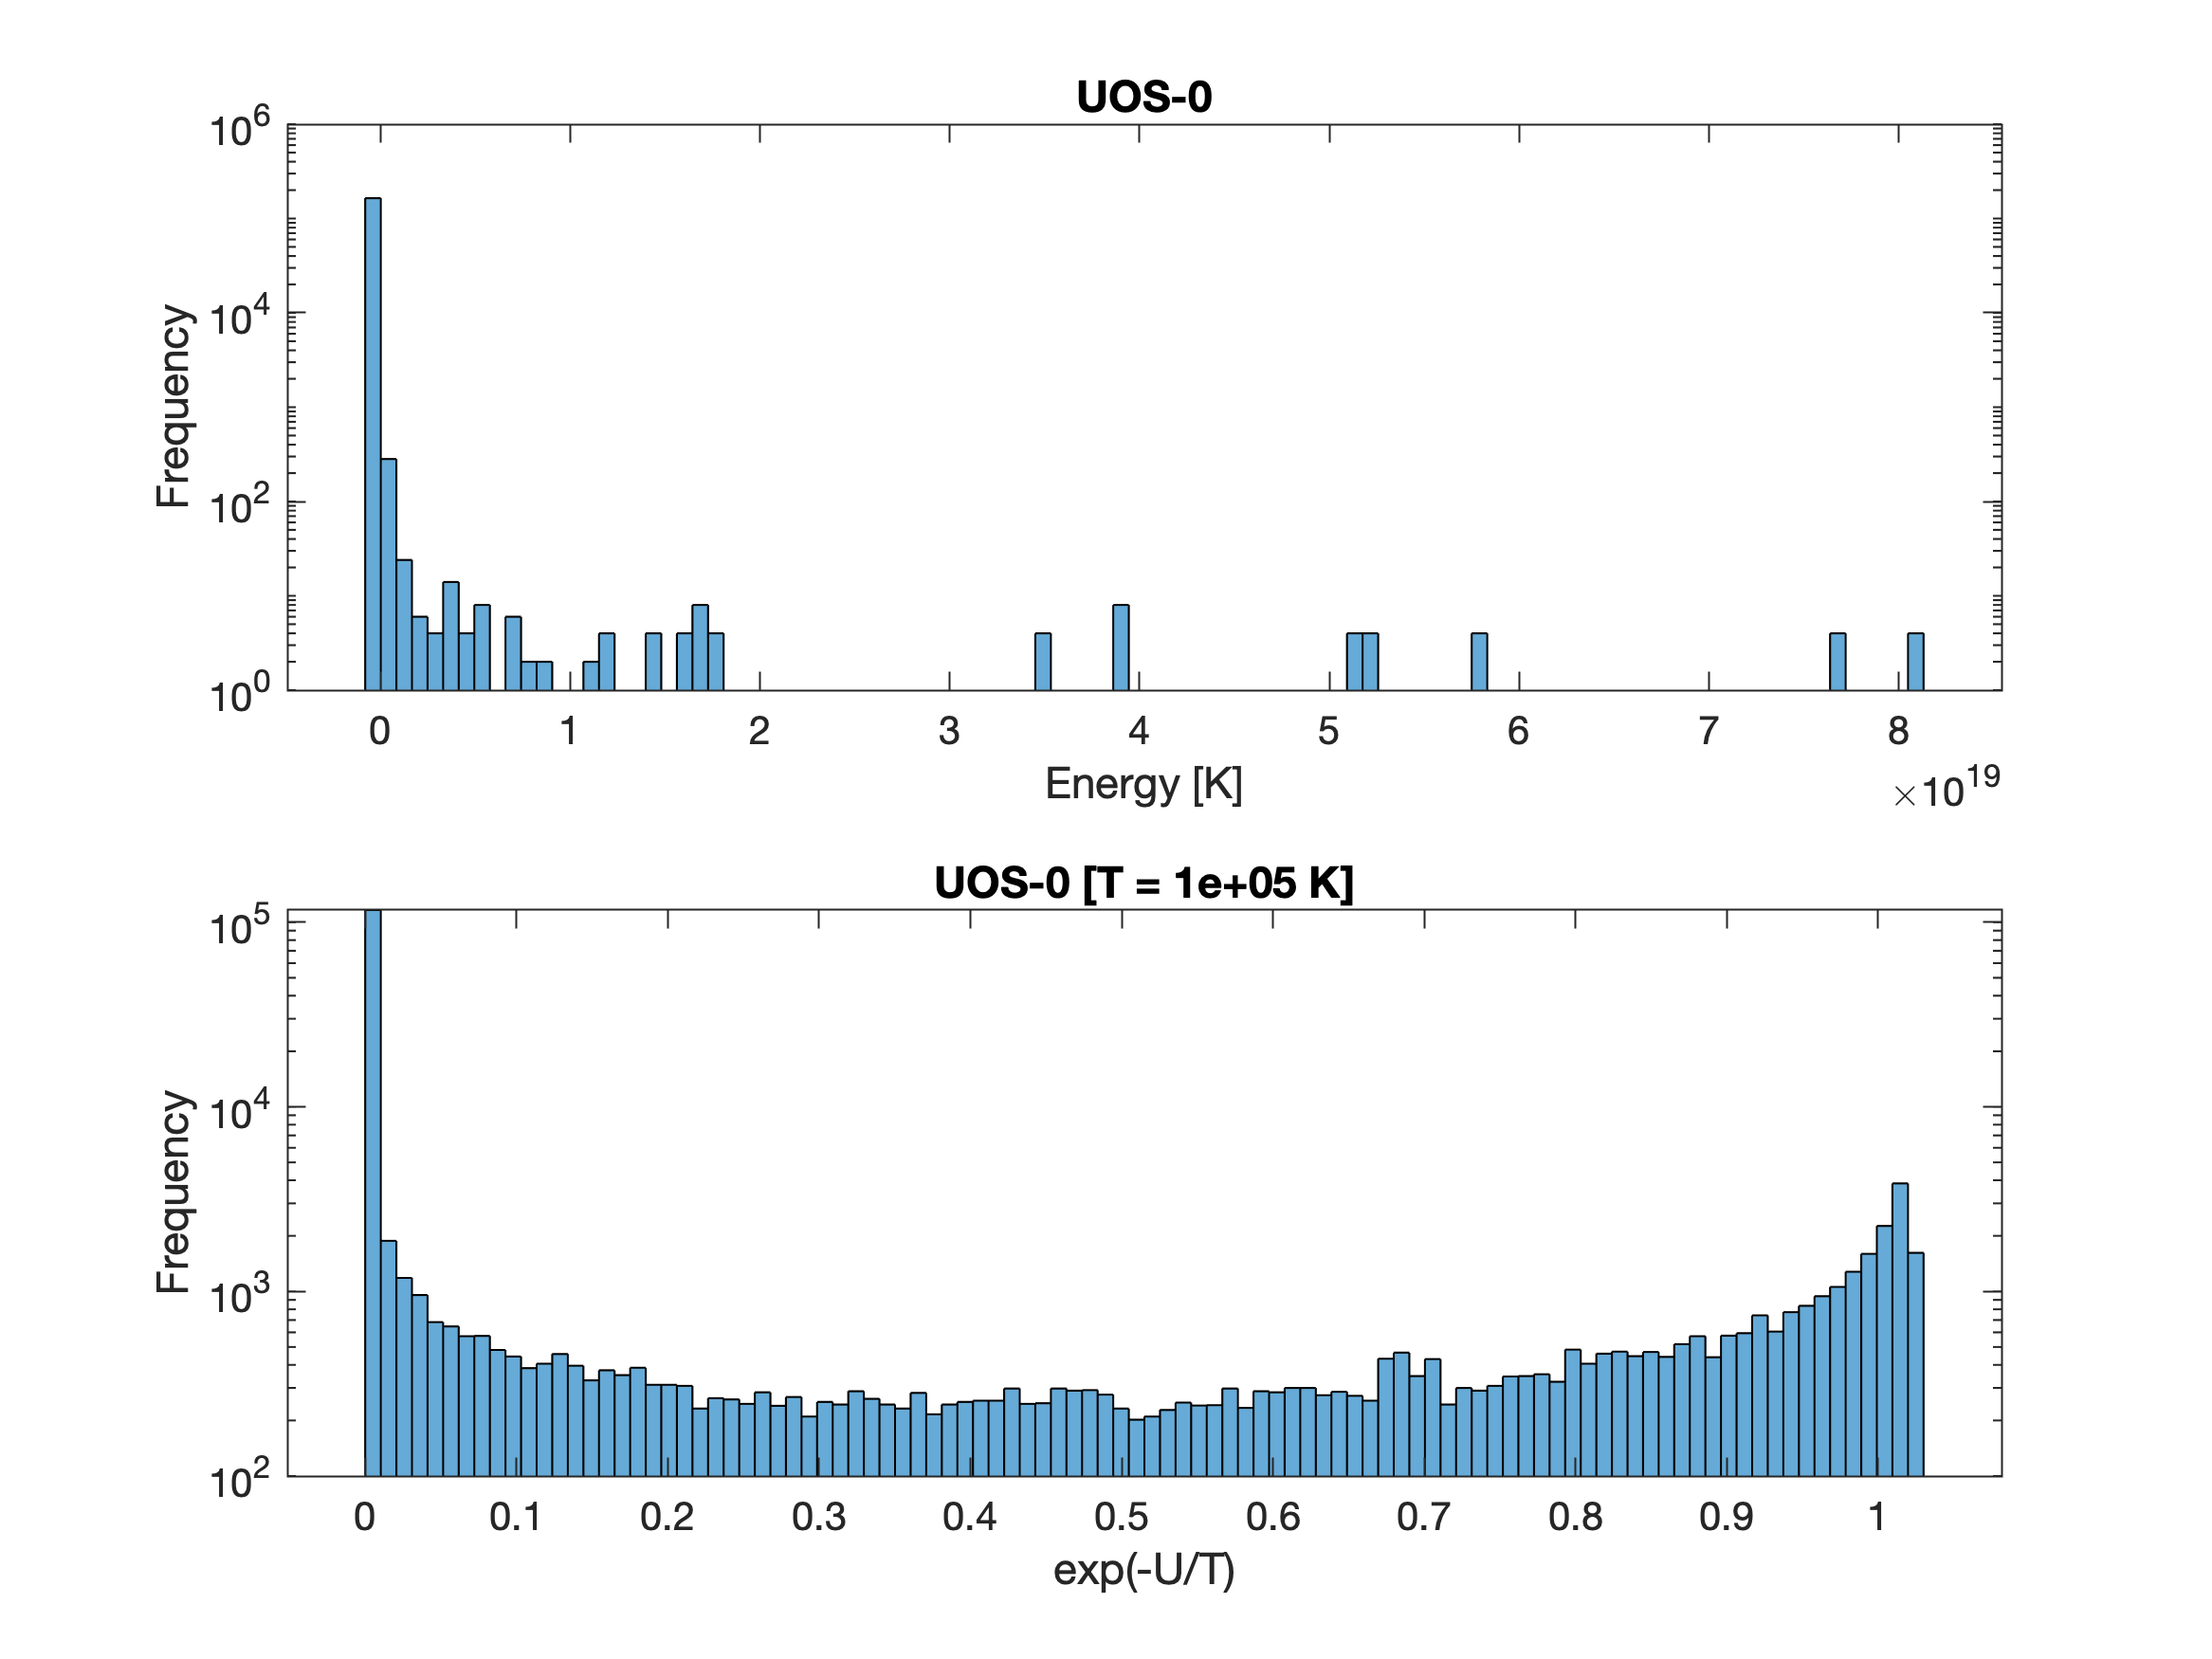 UOS-0
10^6
10^4
10^2
10^0
Frequency
0 1 2 3 4 5 6 7 8
Energy [K]
×10^19
UOS-0 [T = 1e+05 K]
10^5
10^4
10^3
10^2
Frequency
0 0.1 0.2 0.3 0.4 0.5 0.6 0.7 0.8 0.9 1
exp(-U/T)